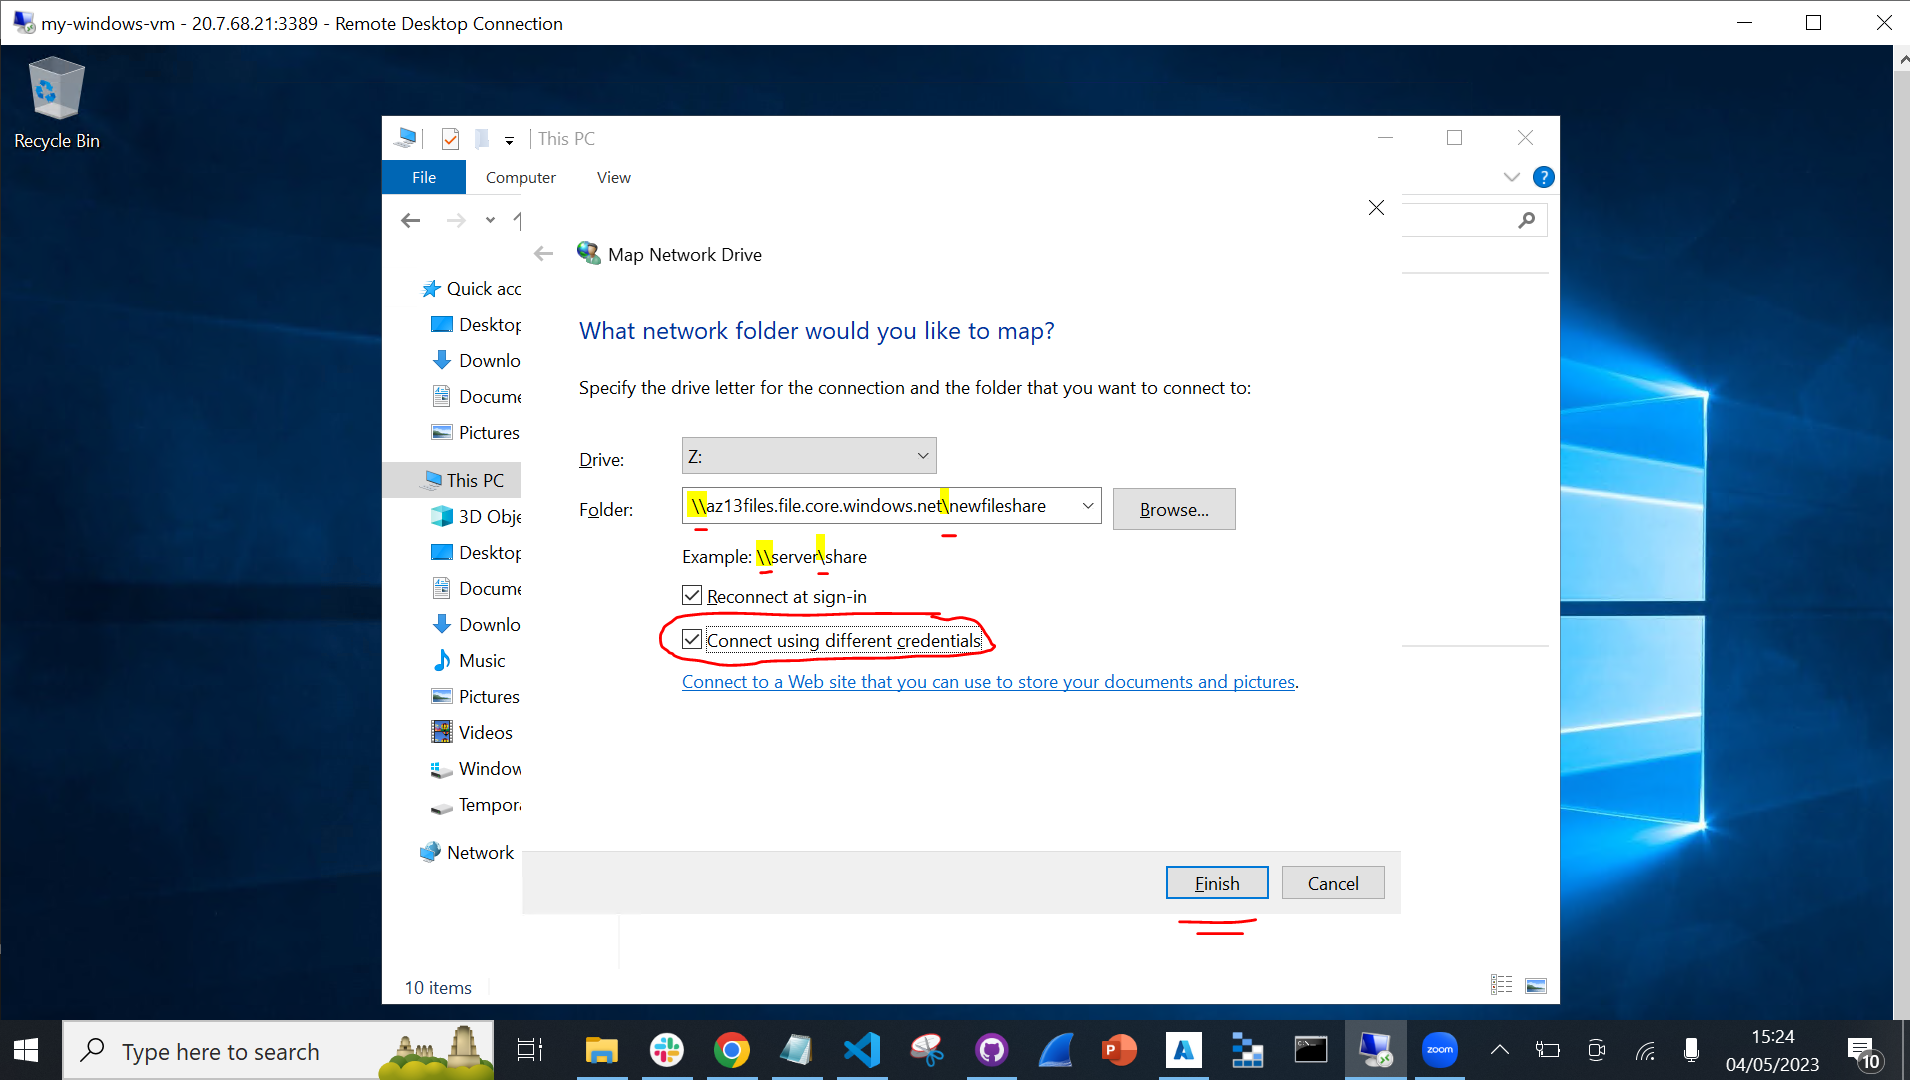 my-windows-vm - 20.7.68.21:3389 - Remote Desktop Connection
Recycle Bin
This PC
File
Computer
View
?
Map Network Drive
Quick acc
Desktop
Downlo
Docume
Pictures
This PC
3D Obje
Desktop
Docume
Downlo
Music
Pictures
Videos
Window
Tempora
Network
What network folder would you like to map?
Specify the drive letter for the connection and the folder that you want to connect to:
Drive:
Z:
Folder:
\\az13files.file.core.windows.net\newfileshare
Browse...
Example: \\server\share
Reconnect at sign-in
Connect using different credentials
Connect to a Web site that you can use to store your documents and pictures.
Finish
Cancel
10 items
Type here to search
zoom
15:24
04/05/2023
10